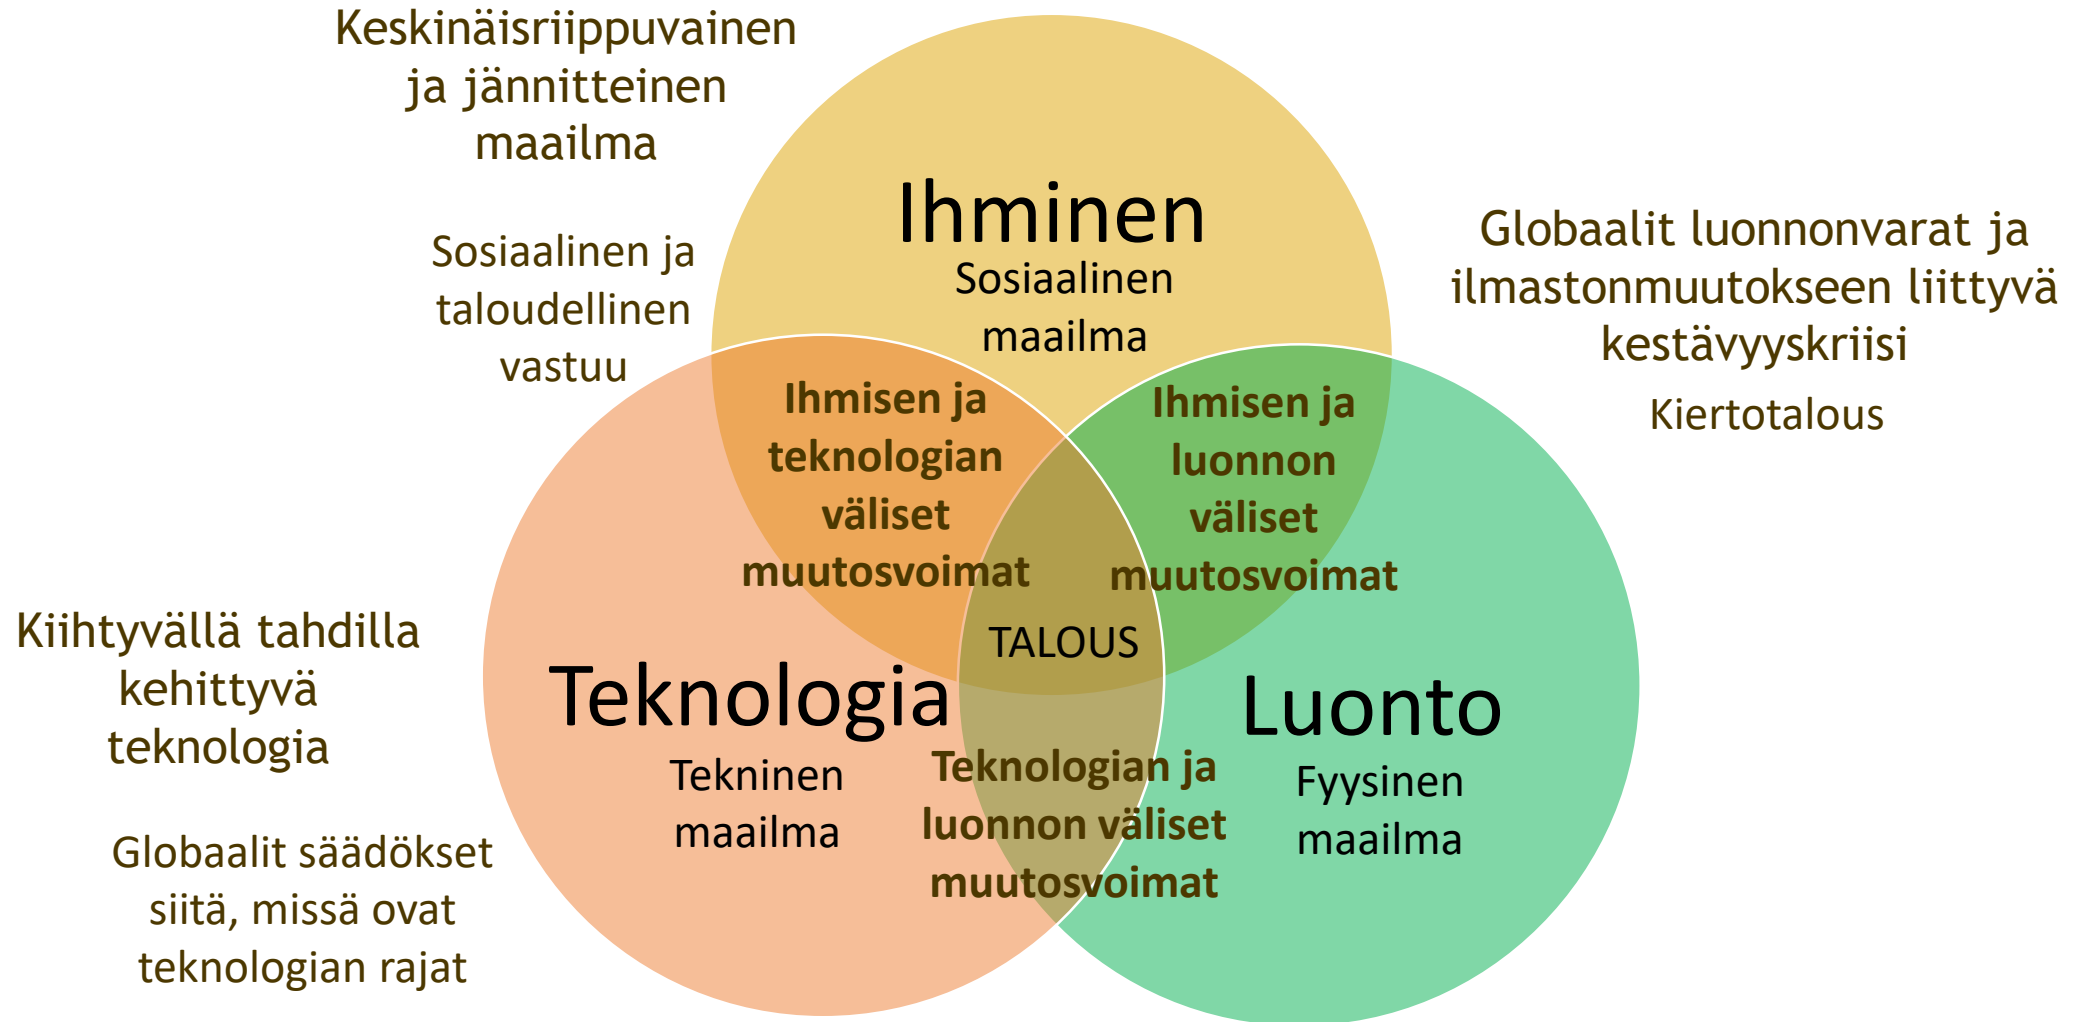 Keskinäisriippuvainen
ja jännitteinen
maailma
Sosiaalinen ja
taloudellinen
vastuu
Ihminen
Sosiaalinen
maailma
Globaalit luonnonvarat ja
ilmastonmuutokseen liittyvä
kestävyyskriisi
Kiertotalous
Ihmisen ja
teknologian
väliset
muutosvoimat
Ihmisen ja
luonnon
väliset
muutosvoimat
TALOUS
Kiihtyvällä tahdilla
kehittyvä
teknologia
Globaalit säädökset
siitä, missä ovat
teknologian rajat
Teknologia
Tekninen
maailma
Teknologian ja
luonnon väliset
muutosvoimat
Luonto
Fyysinen
maailma